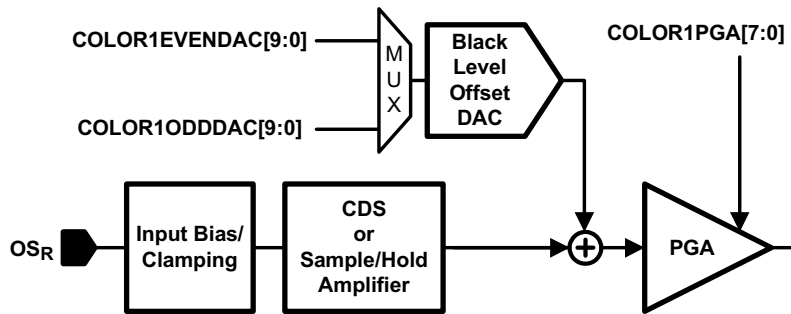 COLOR1EVENDAC[9:0]
COLOR1ODDDAC[9:0]
MUX
Black
Level
Offset
DAC
COLOR1PGA[7:0]
OSR
Input Bias/
Clamping
CDS
or
Sample/Hold
Amplifier
+
PGA